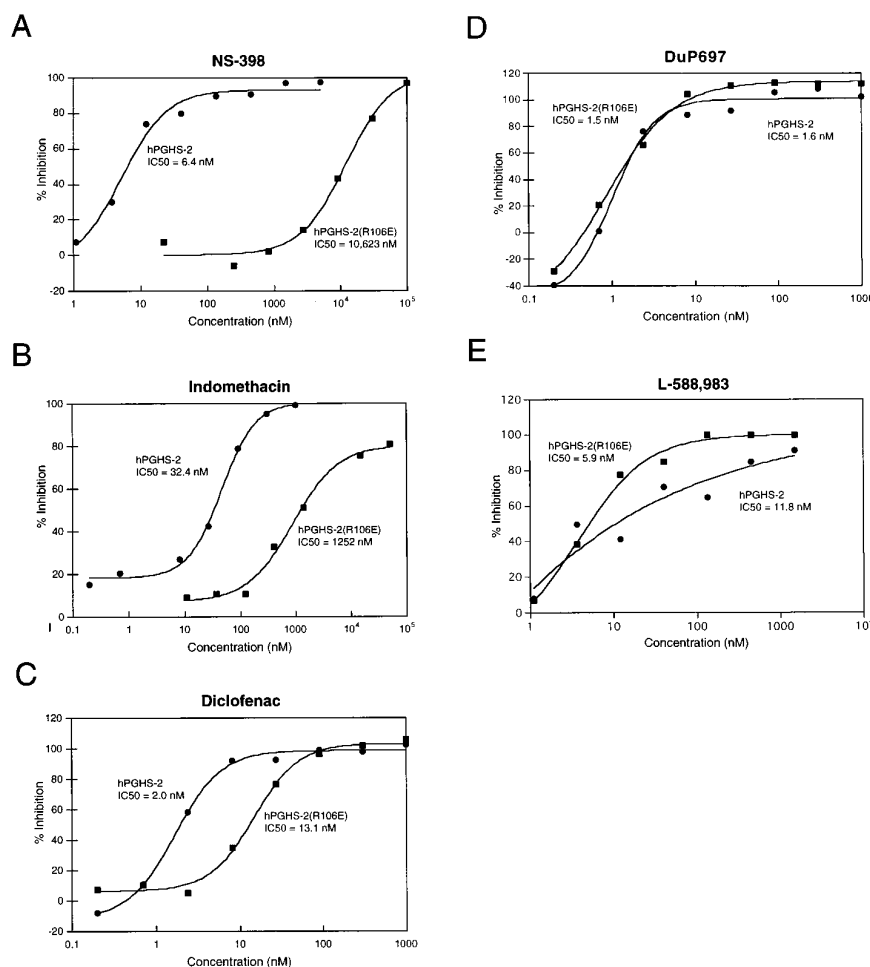 A
NS-398
% Inhibition
100
80
60
40
20
0
-20
hPGHS-2
IC50 = 6.4 nM
hPGHS-2(R106E)
IC50 = 10,623 nM
1
10
100
1000
10⁴
10⁵
Concentration (nM)
B
Indomethacin
% Inhibition
100
80
60
40
20
0
hPGHS-2
IC50 = 32.4 nM
hPGHS-2(R106E)
IC50 = 1252 nM
0.1
1
10
100
1000
10⁴
10⁵
Concentration (nM)
C
Diclofenac
% Inhibition
120
100
80
60
40
20
0
-20
hPGHS-2
IC50 = 2.0 nM
hPGHS-2(R106E)
IC50 = 13.1 nM
0.1
1
10
100
1000
Concentration (nM)
D
DuP697
% Inhibition
120
100
80
60
40
20
0
-20
-40
hPGHS-2(R106E)
IC50 = 1.5 nM
hPGHS-2
IC50 = 1.6 nM
0.1
1
10
100
1000
Concentration (nM)
E
L-588,983
% Inhibition
120
100
80
60
40
20
0
hPGHS-2(R106E)
IC50 = 5.9 nM
hPGHS-2
IC50 = 11.8 nM
1
10
100
1000
Concentration (nM)